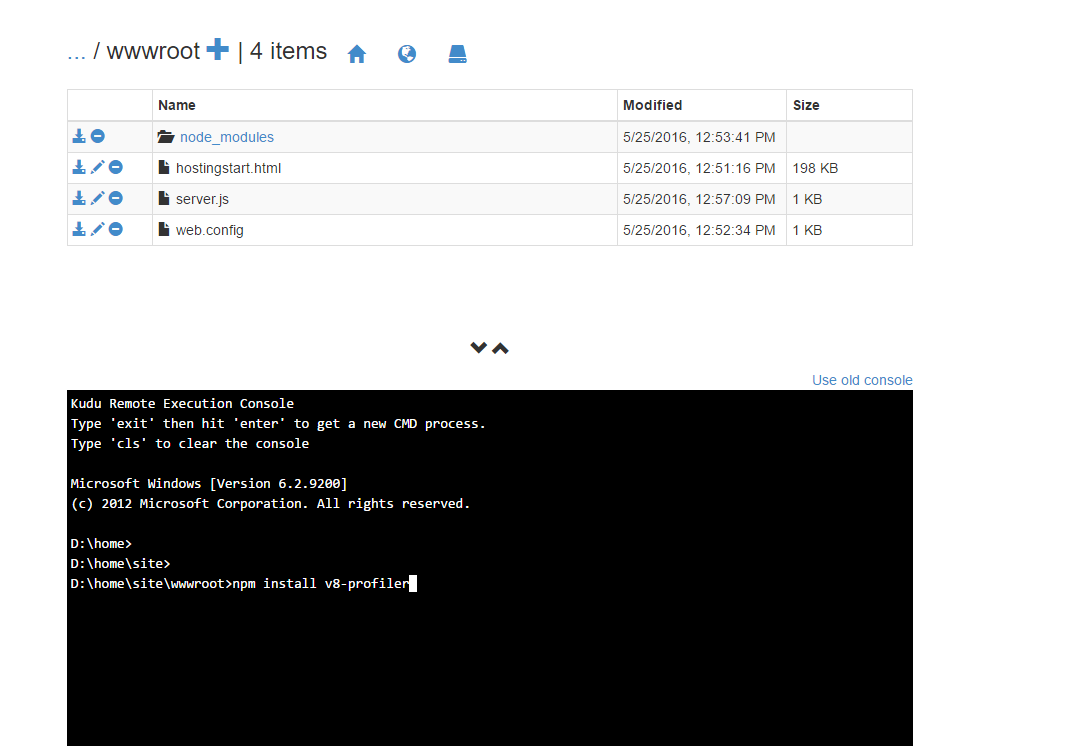 ... / wwwroot | 4 items
Name Modified Size
node_modules 5/25/2016, 12:53:41 PM
hostingstart.html 5/25/2016, 12:51:16 PM 198 KB
server.js 5/25/2016, 12:57:09 PM 1 KB
web.config 5/25/2016, 12:52:34 PM 1 KB
Use old console
Kudu Remote Execution Console
Type 'exit' then hit 'enter' to get a new CMD process.
Type 'cls' to clear the console
Microsoft Windows [Version 6.2.9200]
(c) 2012 Microsoft Corporation. All rights reserved.
D:\home>
D:\home\site>
D:\home\site\wwwroot>npm install v8-profiler